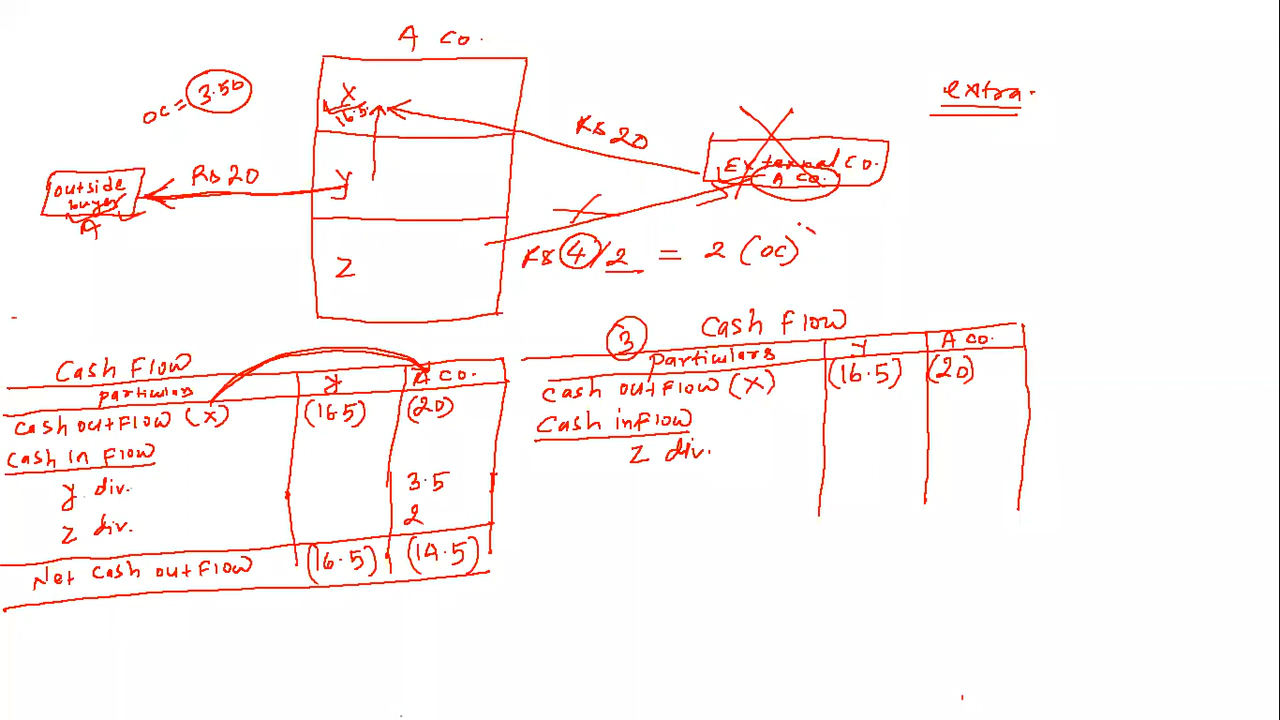 A Co.
OC = 3.50
extra.
X
16.5
Rs 20
External Co.
A Co.
outside
buyer
A
Rs 20
y
Rs 4/2 = 2 (OC)
Z
3
Cash Flow
Particulars
y
A Co.
Cash outflow (X)
(16.5)
(20)
Cash inflow
Z div.
Cash Flow
Particulars
y
A Co.
Cash outflow (X)
(165)
(20)
Cash in flow
y div.
3.5
Z div.
2
Net cash outflow
(16.5)
(14.5)